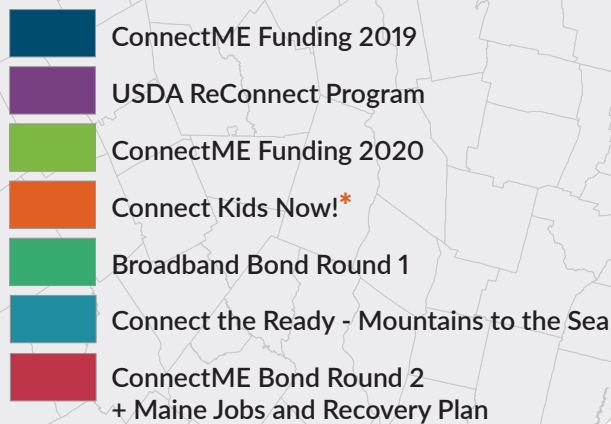 ConnectME Funding 2019
USDA ReConnect Program
ConnectME Funding 2020
Connect Kids Now!*
Broadband Bond Round 1
Connect the Ready - Mountains to the Sea
ConnectME Bond Round 2
+ Maine Jobs and Recovery Plan